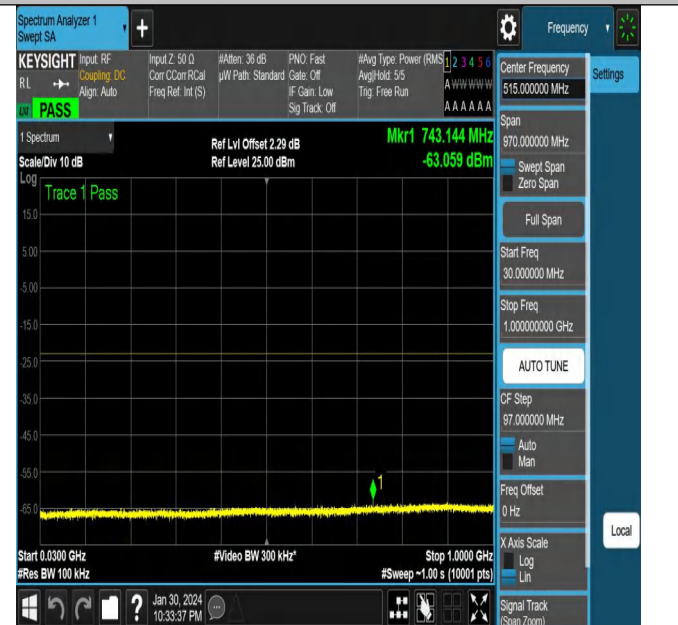 Spectrum Analyzer 1
Swept SA
+
Frequency
KEYSIGHT
RL
PASS
Input: RF
Coupling: DC
Align: Auto
Input Z: 50 Ω
Corr CCorr RCal
Freq Ref: Int (S)
#Atten: 36 dB
µW Path: Standard
PNO: Fast
Gate: Off
IF Gain: Low
Sig Track: Off
#Avg Type: Power (RMS
Avg|Hold: 5/5
Trig: Free Run
1 2 3 4 5 6
A W W W W W
A A A A A A
1 Spectrum
Scale/Div 10 dB
Log
Ref Lvl Offset 2.29 dB
Ref Level 25.00 dBm
Mkr1 743.144 MHz
-63.059 dBm
Trace 1 Pass
15.0
5.00
-5.00
-15.0
-25.0
-35.0
-45.0
-55.0
-65.0
1
Start 0.0300 GHz
#Res BW 100 kHz
#Video BW 300 kHz*
Stop 1.0000 GHz
#Sweep ~1.00 s (10001 pts)
Jan 30, 2024
10:33:37 PM
Center Frequency
515.000000 MHz
Settings
Span
970.000000 MHz
Swept Span
Zero Span
Full Span
Start Freq
30.000000 MHz
Stop Freq
1.000000000 GHz
AUTO TUNE
CF Step
97.000000 MHz
Auto
Man
Freq Offset
0 Hz
X Axis Scale
Log
Lin
Local
Signal Track
(Span Zoom)